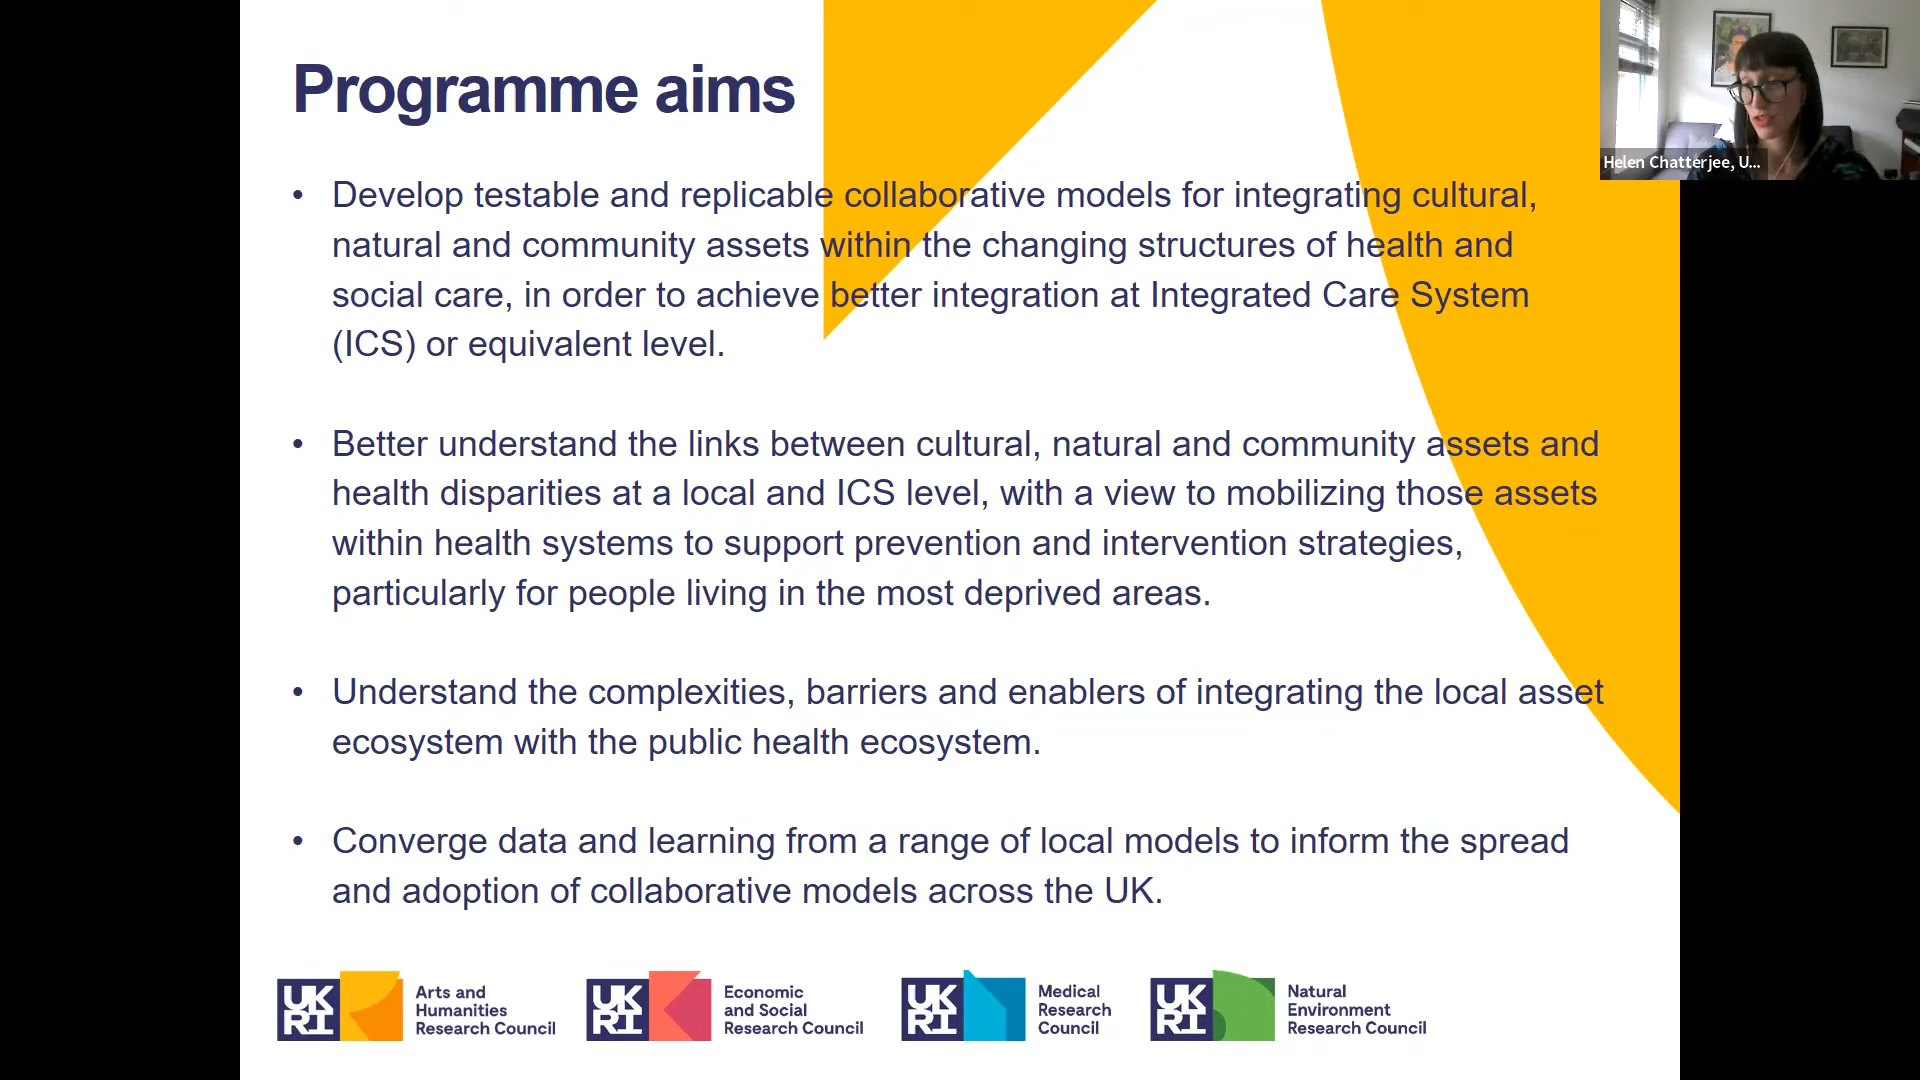 Programme aims
Helen Chatterjee, U...
• Develop testable and replicable collaborative models for integrating cultural,
natural and community assets within the changing structures of health and
social care, in order to achieve better integration at Integrated Care System
(ICS) or equivalent level.
• Better understand the links between cultural, natural and community assets and
health disparities at a local and ICS level, with a view to mobilizing those assets
within health systems to support prevention and intervention strategies,
particularly for people living in the most deprived areas.
• Understand the complexities, barriers and enablers of integrating the local asset
ecosystem with the public health ecosystem.
• Converge data and learning from a range of local models to inform the spread
and adoption of collaborative models across the UK.
UK
RI
Arts and
Humanities
Research Council
UK
RI
Economic
and Social
Research Council
UK
RI
Medical
Research
Council
UK
RI
Natural
Environment
Research Council